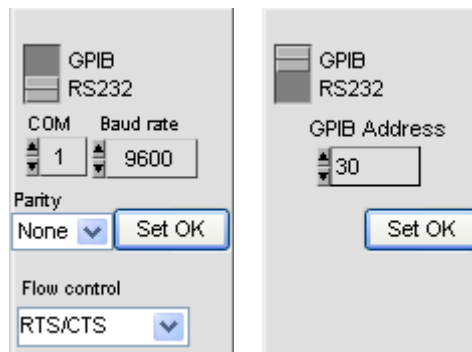 GPIB
RS232
COM Baud rate
1 9600
Parity
None Set OK
Flow control
RTS/CTS
GPIB
RS232
GPIB Address
30
Set OK